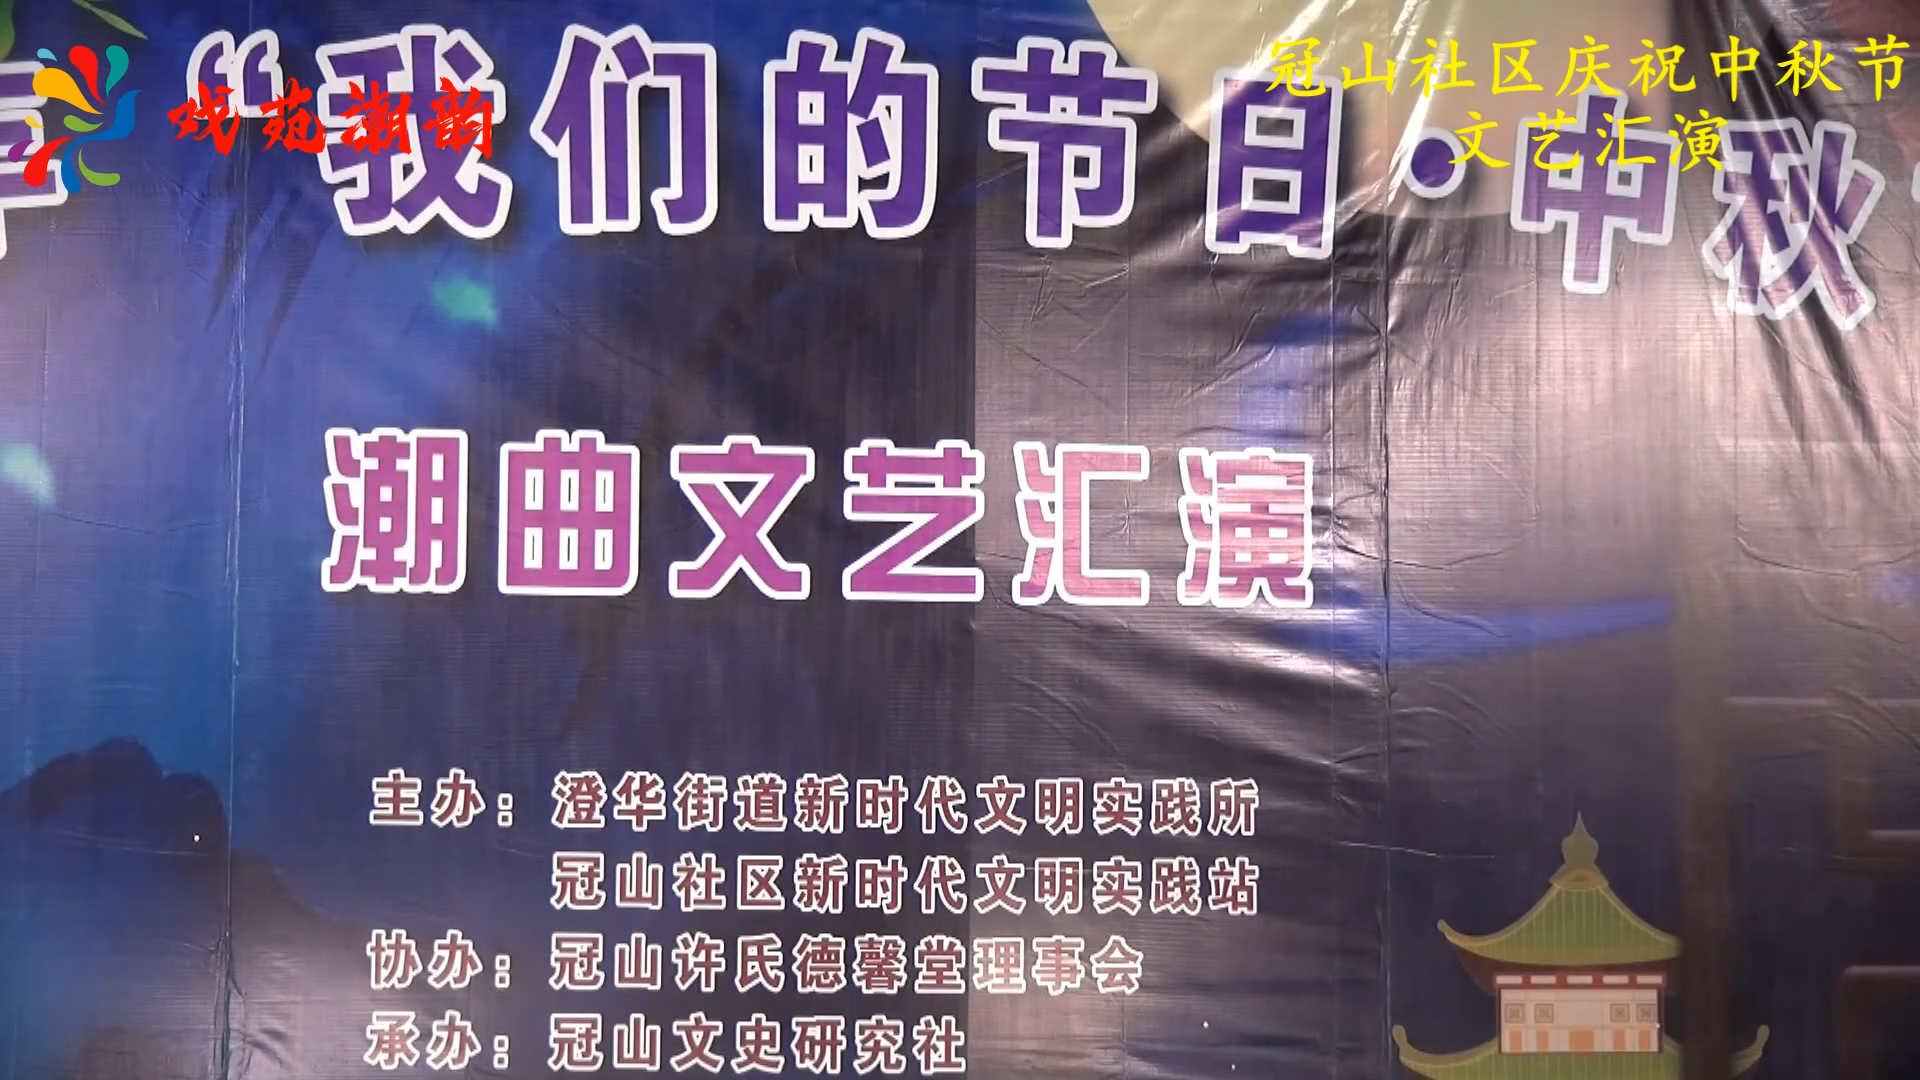 戏苑潮韵
冠山社区庆祝中秋节
文艺汇演
年“我们的节日·中秋
潮曲文艺汇演
主办：澄华街道新时代文明实践所
冠山社区新时代文明实践站
协办：冠山许氏德馨堂理事会
承办：冠山文史研究社